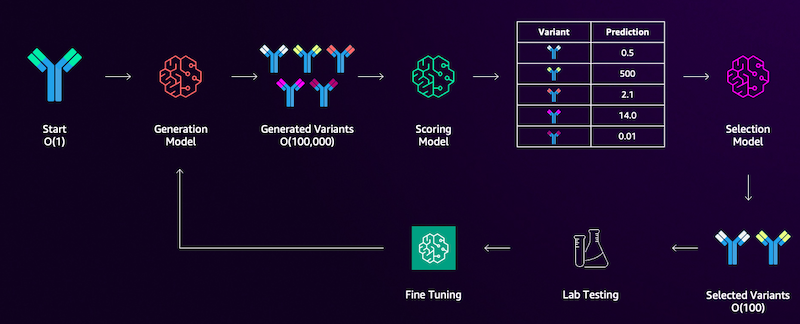 Variant Prediction
0.5
500
2.1
14.0
0.01
Start
O(1)
Generation
Model
Generated Variants
O(100,000)
Scoring
Model
Selection
Model
Fine Tuning
Lab Testing
Selected Variants
O(100)